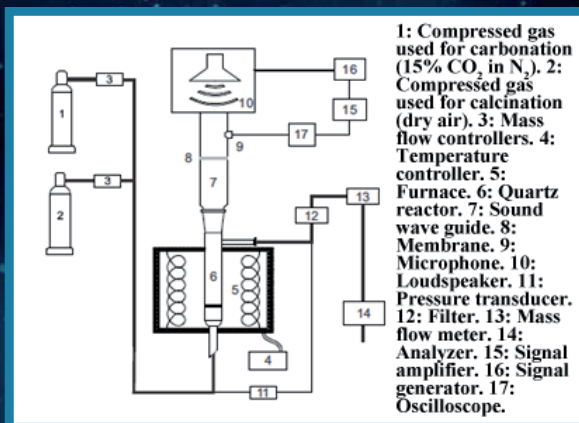 1: Compressed gas
used for carbonation
(15% CO₂ in N₂). 2:
Compressed gas
used for calcination
(dry air). 3: Mass
flow controllers. 4:
Temperature
controller. 5:
Furnace. 6: Quartz
reactor. 7: Sound
wave guide. 8:
Membrane. 9:
Microphone. 10:
Loudspeaker. 11:
Pressure transducer.
12: Filter. 13: Mass
flow meter. 14:
Analyzer. 15: Signal
amplifier. 16: Signal
generator. 17:
Oscilloscope.
3
1
16
10
15
17
9
8
7
3
2
13
12
6
5
14
4
11